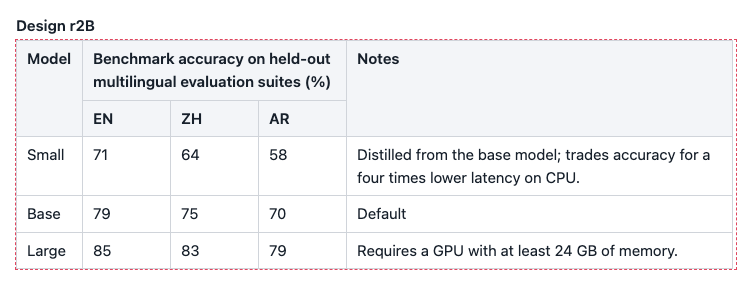 Design r2B
Model Benchmark accuracy on held-out Notes
multilingual evaluation suites (%)
EN ZH AR
Small 71 64 58 Distilled from the base model; trades accuracy for a
four times lower latency on CPU.
Base 79 75 70 Default
Large 85 83 79 Requires a GPU with at least 24 GB of memory.